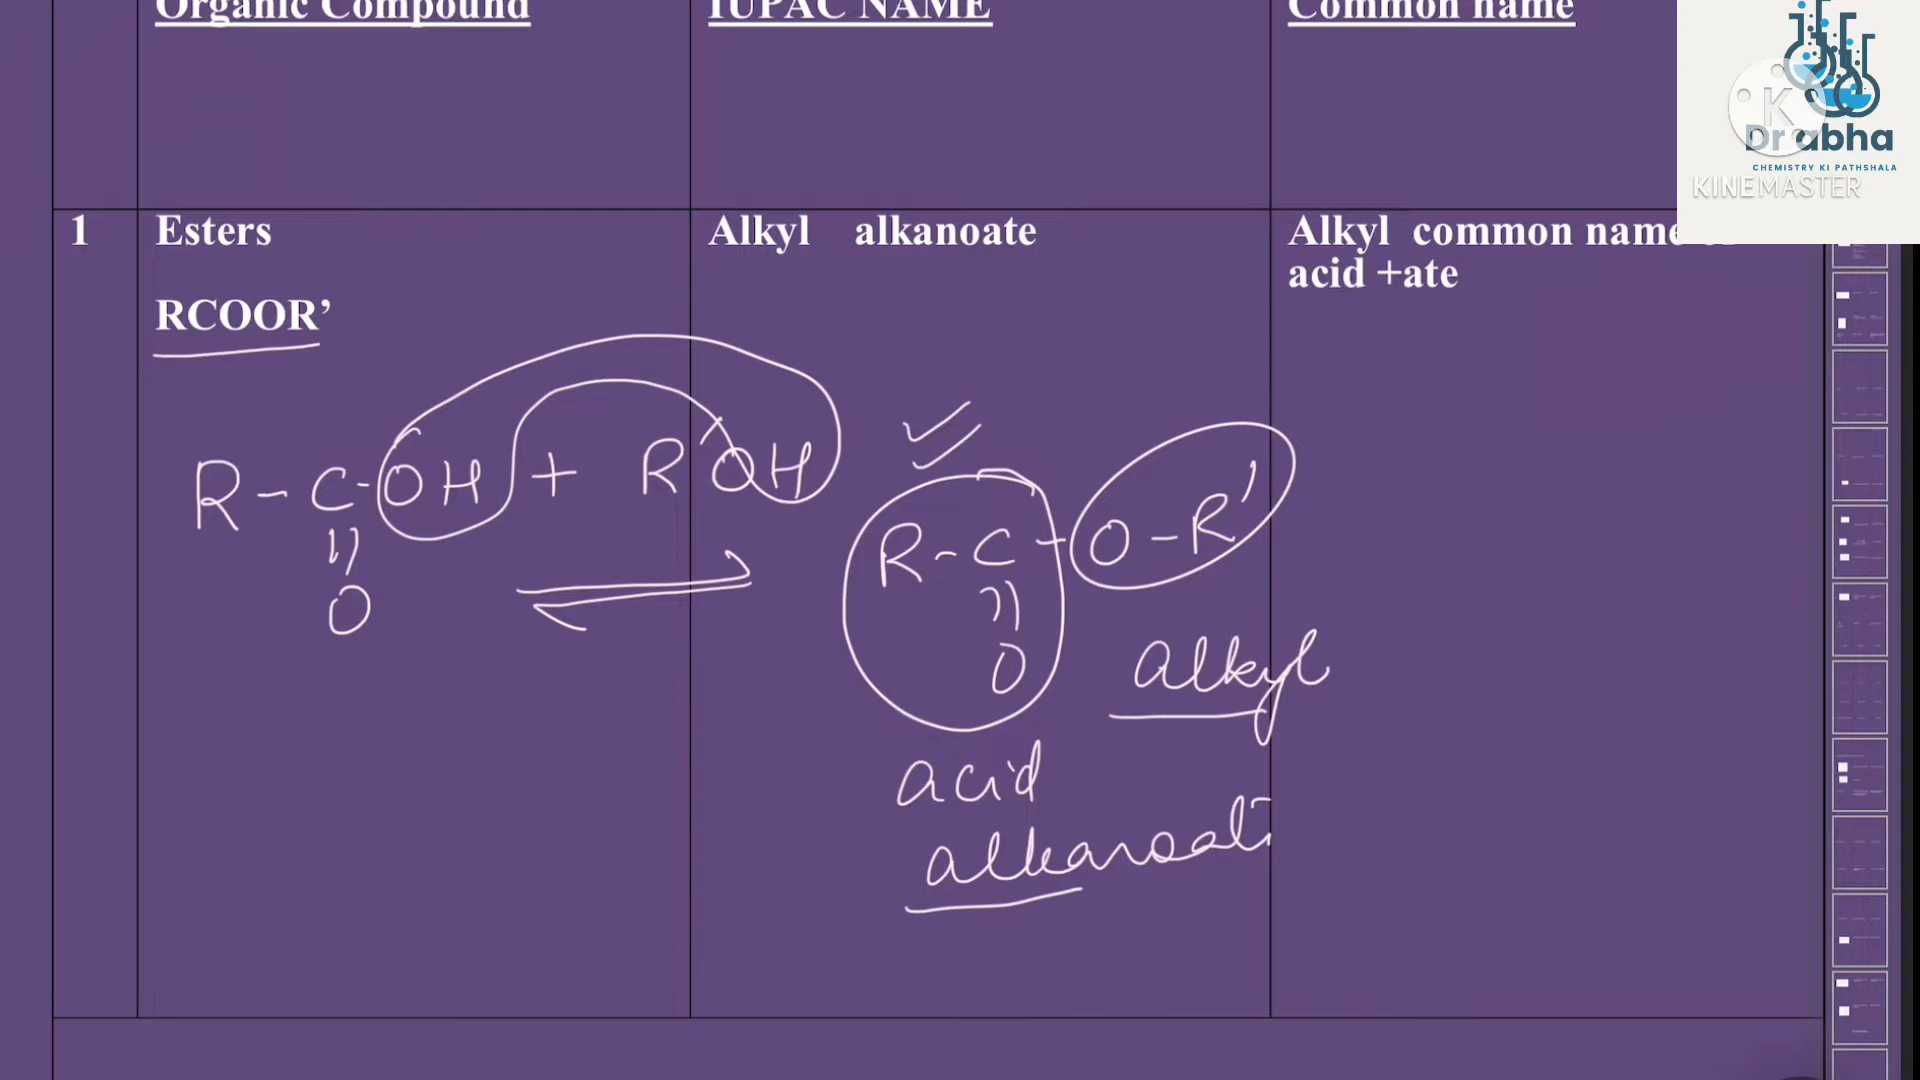 Organic Compound
IUPAC NAME
Common name
Dr abha
CHEMISTRY KI PATHSHALA
K
KINEMASTER
1
Esters
RCOOR’
Alkyl alkanoate
Alkyl common name
acid +ate
R-C-OH + R'OH
O
R-C-O-R'
O
alkyl
acid